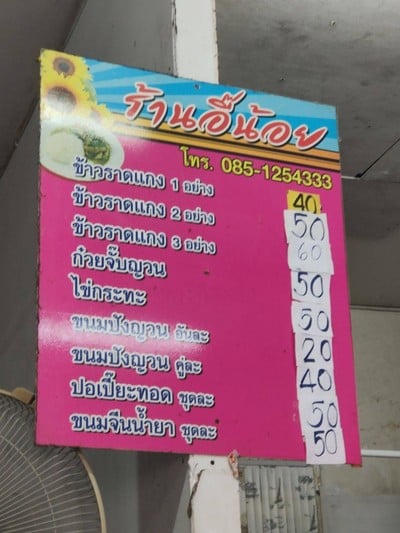 ร้านอี๊น้อย
โทร. 085-1254333
ข้าวราดแกง 1 อย่าง 40
ข้าวราดแกง 2 อย่าง 50
ข้าวราดแกง 3 อย่าง 60
ก๋วยจั๊บญวน 50
ไข่กระทะ 50
ขนมปังญวน อันละ 20
ขนมปังญวน คู่ละ 40
ปอเปี๊ยะทอด ชุดละ 50
ขนมจีนน้ำยา ชุดละ 50